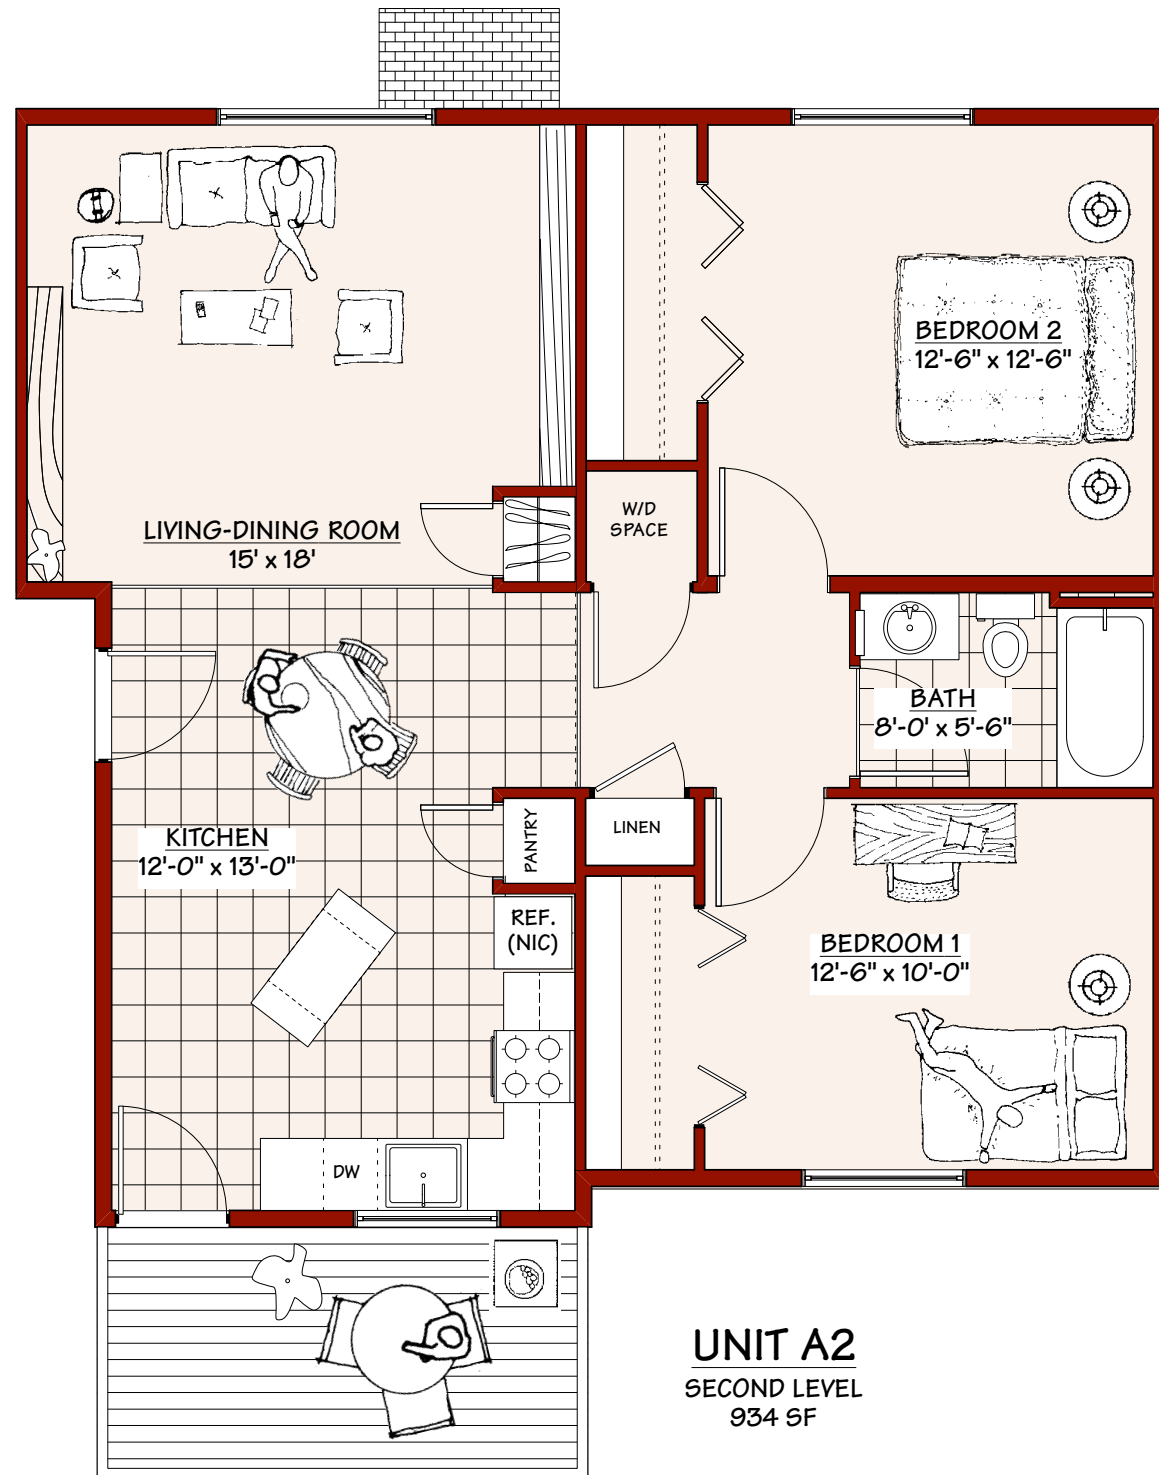 BEDROOM 2
12'-6" x 12'-6"
W/D
SPACE
LIVING-DINING ROOM
15' x 18'
BATH
8'-0' x 5'-6"
KITCHEN
12'-0" x 13'-0"
PANTRY
LINEN
REF.
(NIC)
BEDROOM 1
12'-6" x 10'-0"
DW
UNIT A2
SECOND LEVEL
934 SF